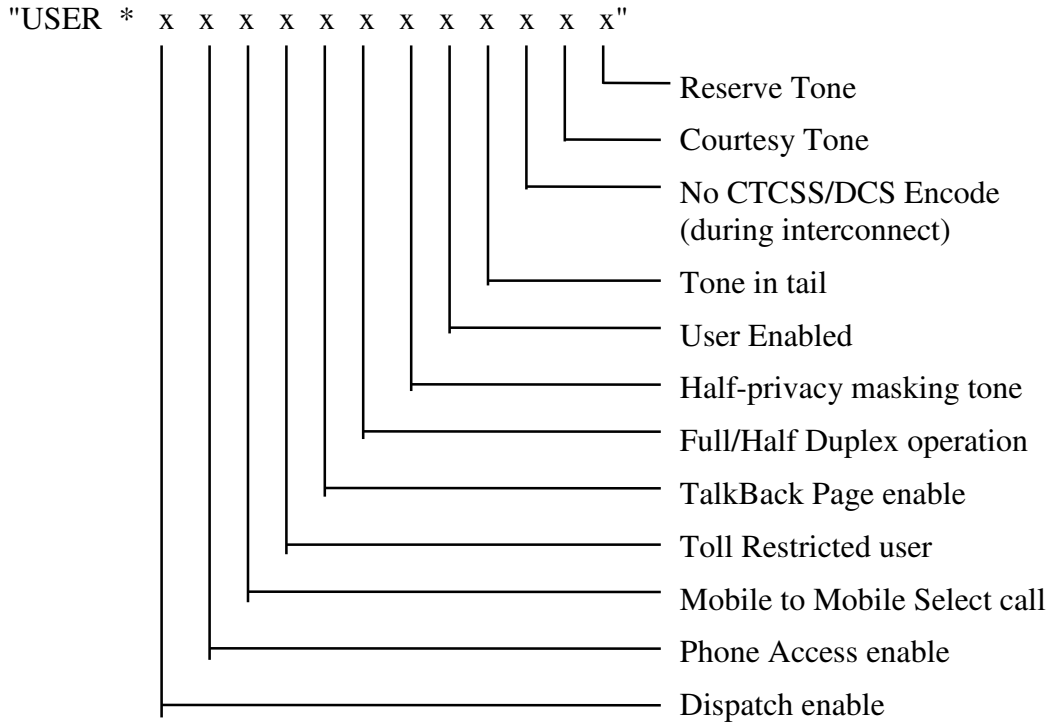 "USER * x x x x x x x x x x x x"
Reserve Tone
Courtesy Tone
No CTCSS/DCS Encode
(during interconnect)
Tone in tail
User Enabled
Half-privacy masking tone
Full/Half Duplex operation
TalkBack Page enable
Toll Restricted user
Mobile to Mobile Select call
Phone Access enable
Dispatch enable